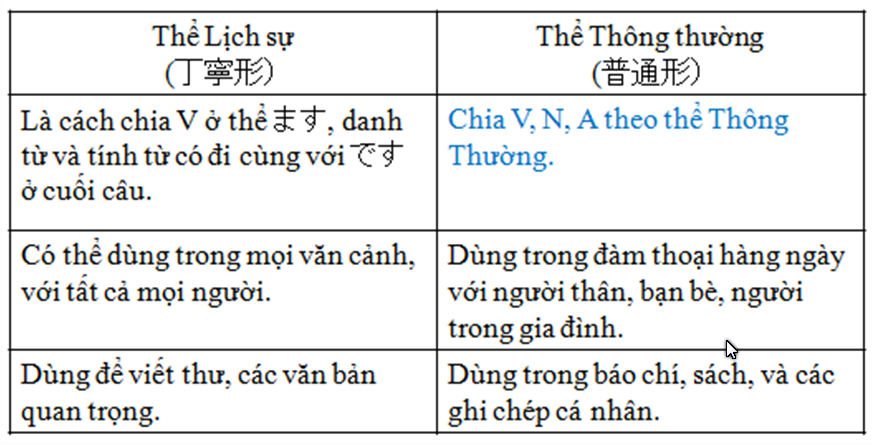 Thể Lịch sự
(丁寧形)
Thể Thông thường
(普通形)
Là cách chia V ở thể ます, danh
từ và tính từ có đi cùng với です
ở cuối câu.
Chia V, N, A theo thể Thông
Thường.
Có thể dùng trong mọi văn cảnh,
với tất cả mọi người.
Dùng trong đàm thoại hàng ngày
với người thân, bạn bè, người
trong gia đình.
Dùng để viết thư, các văn bản
quan trọng.
Dùng trong báo chí, sách, và các
ghi chép cá nhân.